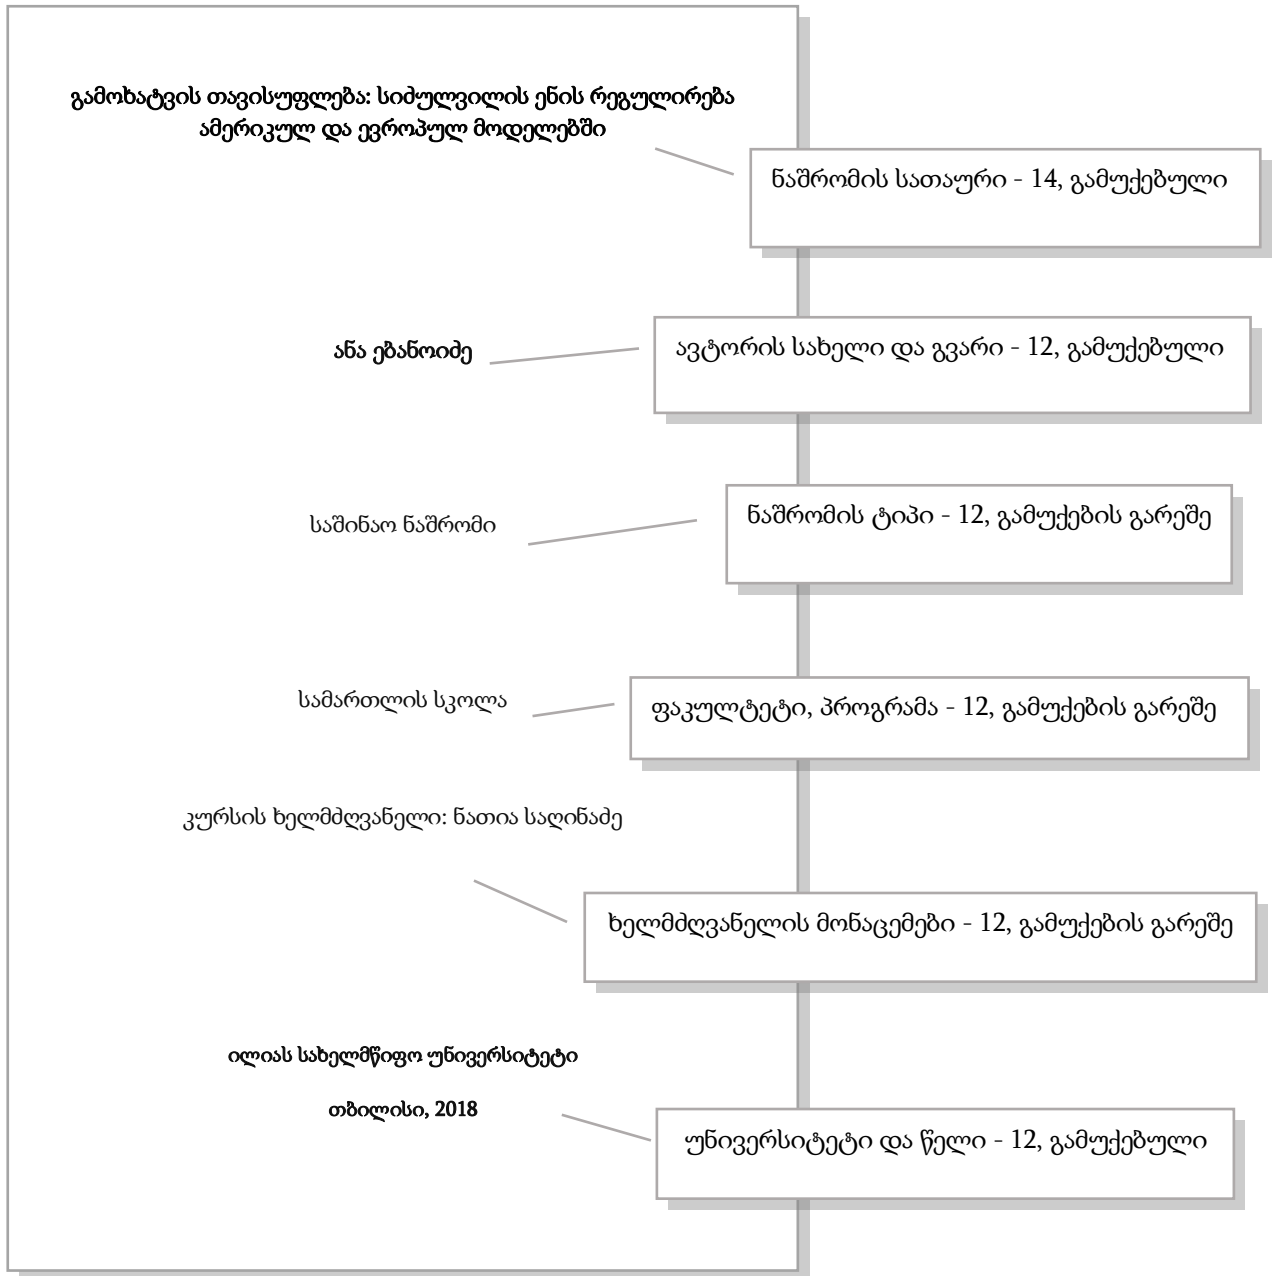 გამოხატვის თავისუფლება: სიძულვილის ენის რეგულირება
ამერიკულ და ევროპულ მოდელებში
ნაშრომის სათაური - 14, გამუქებული
ანა ებანოიძე
ავტორის სახელი და გვარი - 12, გამუქებული
საშინაო ნაშრომი
ნაშრომის ტიპი - 12, გამუქების გარეშე
სამართლის სკოლა
ფაკულტეტი, პროგრამა - 12, გამუქების გარეშე
კურსის ხელმძღვანელი: ნათია საღინაძე
ხელმძღვანელის მონაცემები - 12, გამუქების გარეშე
ილიას სახელმწიფო უნივერსიტეტი
თბილისი, 2018
უნივერსიტეტი და წელი - 12, გამუქებული